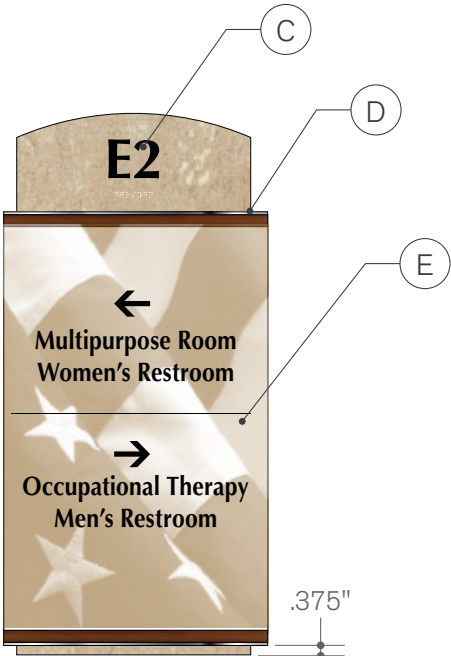 C
D
E2
E
←
Multipurpose Room
Women's Restroom
→
Occupational Therapy
Men's Restroom
.375"